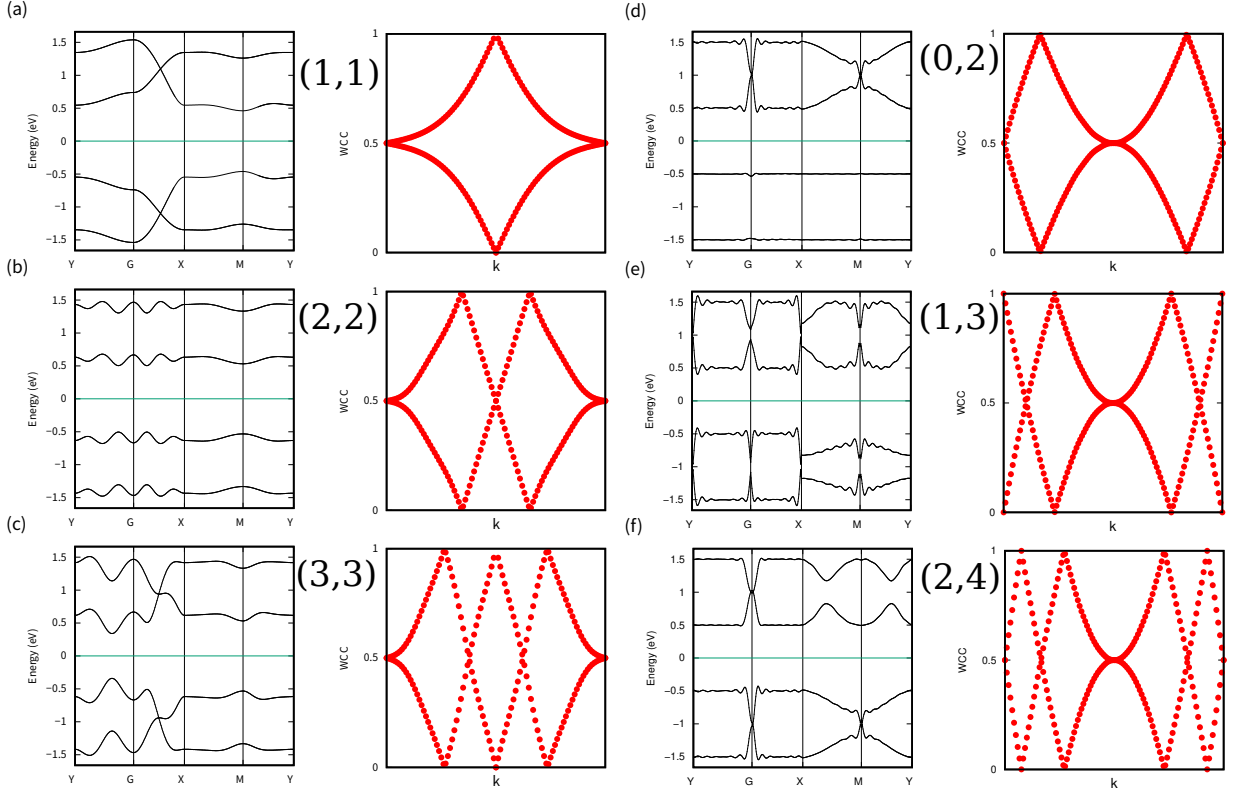 (a)
1.5
1
0.5
0
−0.5
−1
−1.5
Energy (eV)
Y G X M Y
(1,1)
1
0.5
0
WCC
k
(b)
1.5
1
0.5
0
−0.5
−1
−1.5
Energy (eV)
Y G X M Y
(2,2)
1
0.5
0
WCC
k
(c)
1.5
1
0.5
0
−0.5
−1
−1.5
Energy (eV)
Y G X M Y
(3,3)
1
0.5
0
WCC
k
(d)
1.5
1
0.5
0
−0.5
−1
−1.5
Energy (eV)
Y G X M Y
(0,2)
1
0.5
0
WCC
k
(e)
1.5
1
0.5
0
−0.5
−1
−1.5
Energy (eV)
Y G X M Y
(1,3)
1
0.5
0
WCC
k
(f)
1.5
1
0.5
0
−0.5
−1
−1.5
Energy (eV)
Y G X M Y
(2,4)
1
0.5
0
WCC
k